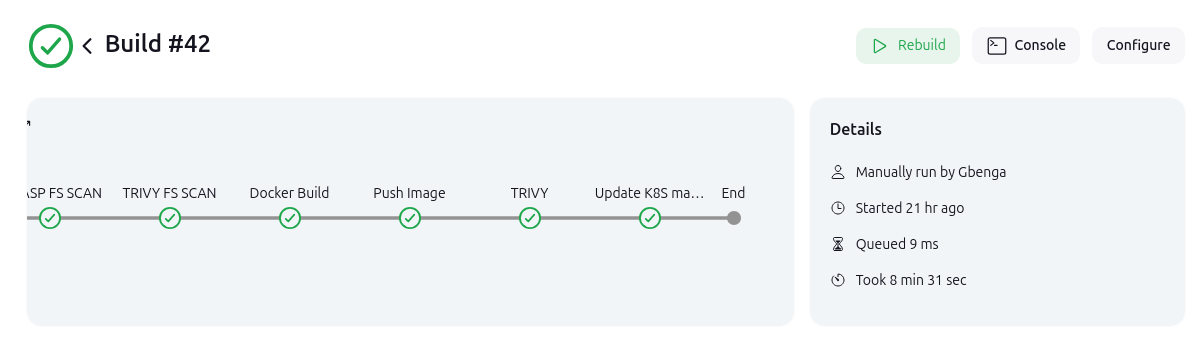 Build #42
Rebuild
Console
Configure
ASP FS SCAN
TRIVY FS SCAN
Docker Build
Push Image
TRIVY
Update K8S ma...
End
Details
Manually run by Gbenga
Started 21 hr ago
Queued 9 ms
Took 8 min 31 sec